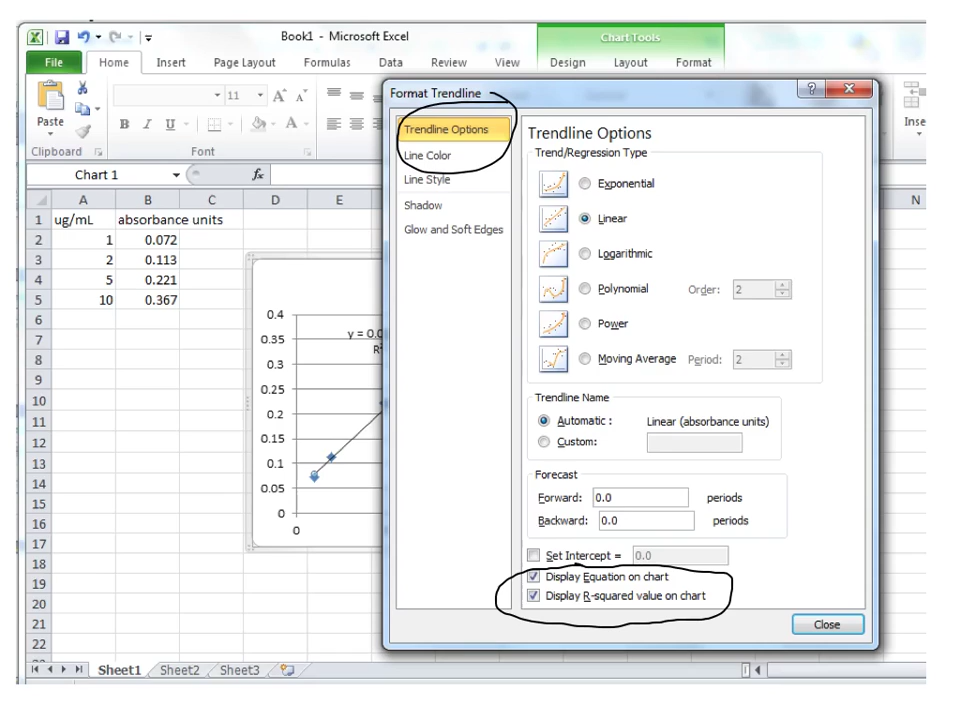 Book1 - Microsoft Excel
Chart Tools
File Home Insert Page Layout Formulas Data Review View Design Layout Format
Paste
11 A A
B I U A
Clipboard Font
Chart 1 fx
A B C D E N
1 ug/mL absorbance units
2 1 0.072
3 2 0.113
4 5 0.221
5 10 0.367
6
7
8
9
10
11
12
13
14
15
16
17
18
19
20
21
22
0.4
0.35
0.3
0.25
0.2
0.15
0.1
0.05
0
0
y = 0.0
Format Trendline
Trendline Options
Line Color
Line Style
Shadow
Glow and Soft Edges
Trendline Options
Trend/Regression Type
Exponential
Linear
Logarithmic
Polynomial Order: 2
Power
Moving Average Period: 2
Trendline Name
Automatic : Linear (absorbance units)
Custom:
Forecast
Forward: 0.0 periods
Backward: 0.0 periods
Set Intercept = 0.0
Display Equation on chart
Display R-squared value on chart
Close
Sheet1 Sheet2 Sheet3